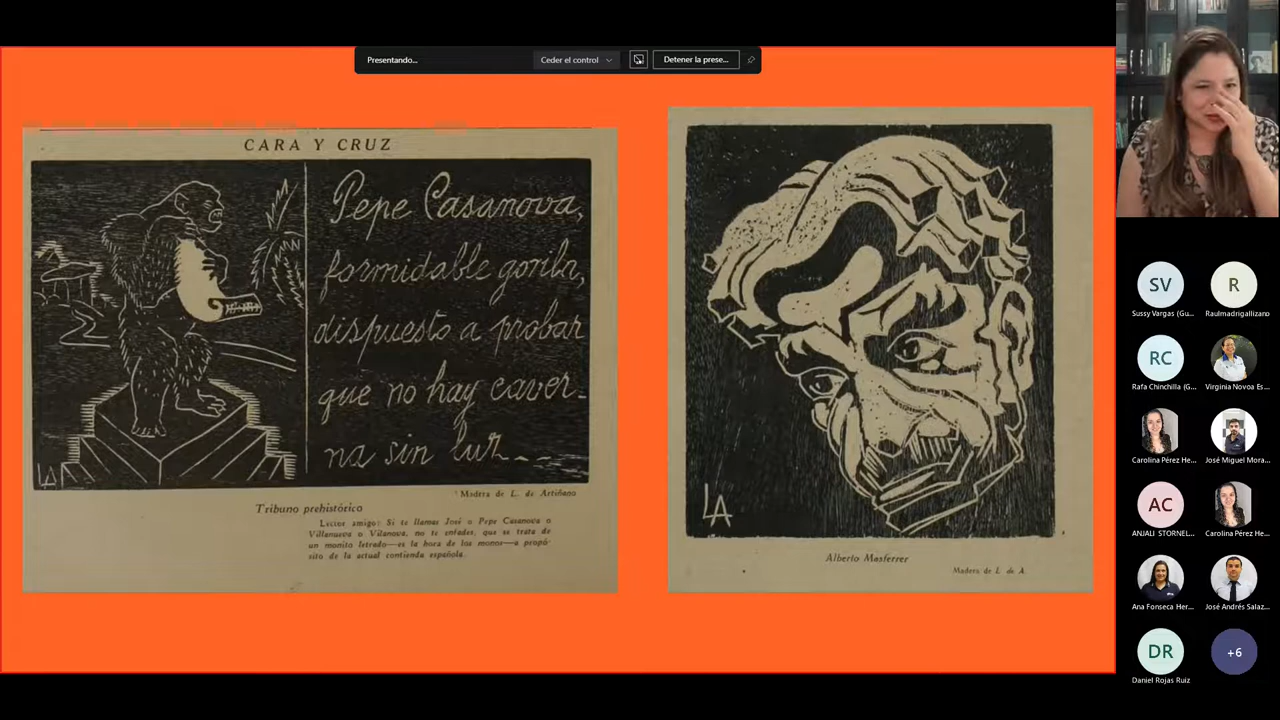 Presentando...
Ceder el control
Detener la prese...
CARA Y CRUZ
Pepe Casanova,
formidable gorila,
dispuesto a probar
que no hay caver-
na sin luz...
LA
Madera de L. de Artiñano
Tribuno prehistórico
Lector amigo: Si te llamas José o Pepe Casanova o
Villanueva o Vilanova, no te enfades, que se trata de
un monito letrado—es la hora de los monos—a propó-
sito de la actual contienda española.
LA
Alberto Masferrer
Madera de L. de A.
SV
Sussy Vargas (Gu...
R
Raulmadrigallizano
RC
Rafa Chinchilla (G...
Virginia Novoa Es...
Carolina Pérez He...
José Miguel Mora...
AC
ANJALI STORNEL...
Carolina Pérez He...
Ana Fonseca Her...
José Andrés Salaz...
DR
Daniel Rojas Ruiz
+6